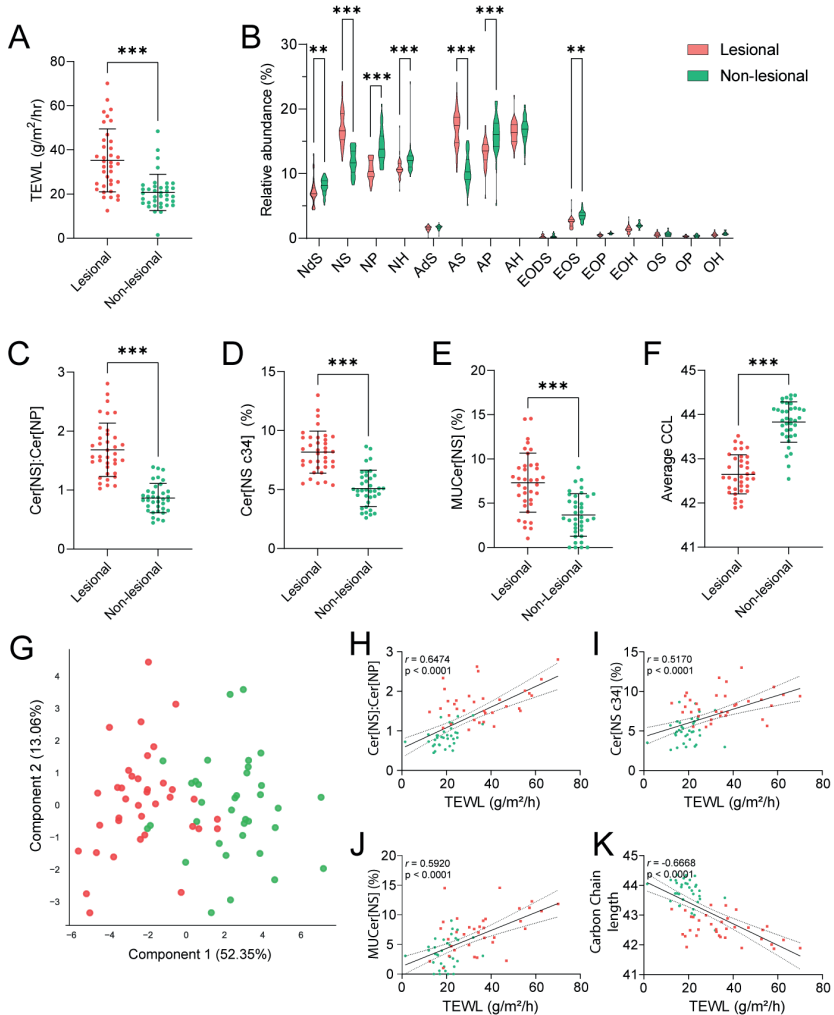 A
TEWL (g/m²/hr)
80
60
40
20
0
***
Lesional
Non-lesional
B
Relative abundance (%)
30
20
10
0
**
***
***
***
***
***
**
NdS
NS
NP
NH
AdS
AS
AP
AH
EODS
EOS
EOP
EOH
OS
OP
OH
Lesional
Non-lesional
C
Cer[NS]:Cer[NP]
3
2
1
0
***
Lesional
Non-lesional
D
Cer[NS c34] (%)
15
10
5
0
***
Lesional
Non-lesional
E
MUCer[NS] (%)
20
15
10
5
0
***
Lesional
Non-Lesional
F
Average CCL
45
44
43
42
41
***
Lesional
Non-lesional
G
Component 2 (13.06%)
4
3
2
1
0
−1
−2
−3
−6
−4
−2
0
2
4
6
Component 1 (52.35%)
H
Cer[NS]:Cer[NP]
3
2
1
0
r = 0.6474
p < 0.0001
0
20
40
60
80
TEWL (g/m²/h)
I
Cer[NS c34] (%)
15
10
5
0
r = 0.5170
p < 0.0001
0
20
40
60
80
TEWL (g/m²/h)
J
MUCer[NS] (%)
20
15
10
5
0
r = 0.5920
p < 0.0001
0
20
40
60
80
TEWL (g/m²/h)
K
Carbon Chain
length
45
44
43
42
41
r = -0.6668
p < 0.0001
0
20
40
60
80
TEWL (g/m²/h)